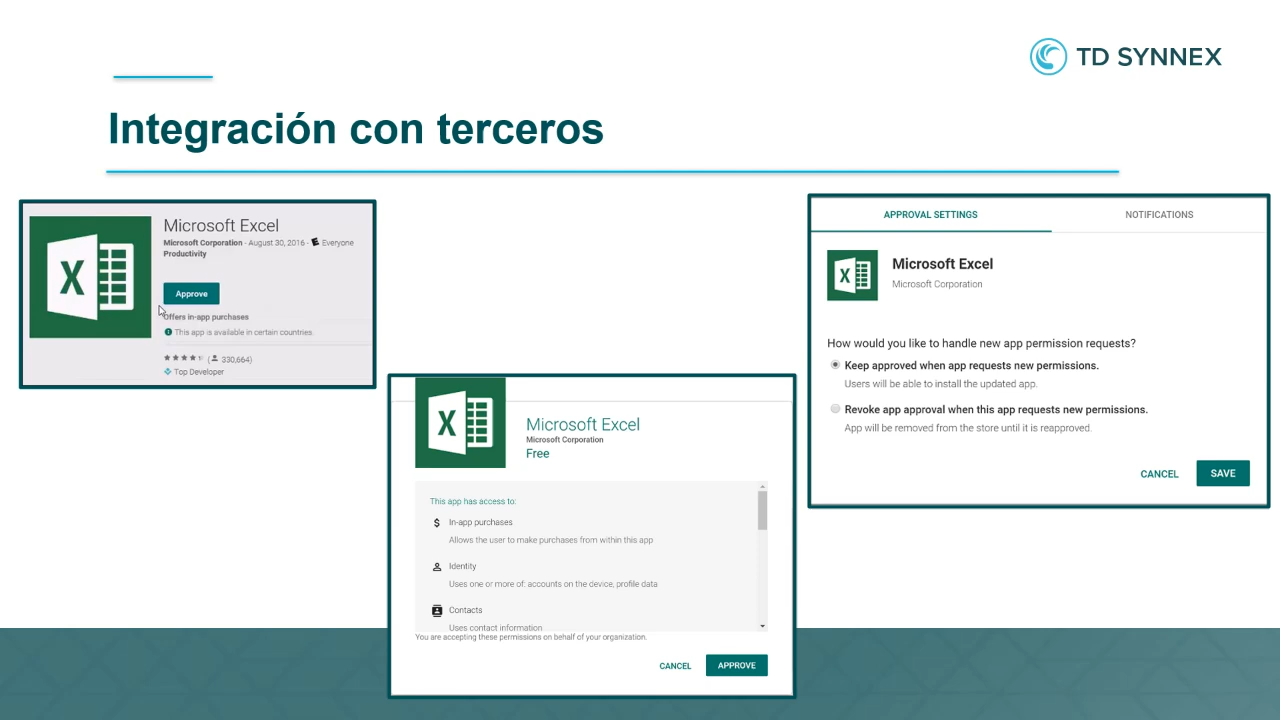 TD SYNNEX
Integración con terceros
Microsoft Excel
Microsoft Corporation - August 30, 2016 - Everyone
Productivity
Approve
Offers in-app purchases
This app is available in certain countries.
(330,664)
Top Developer
Microsoft Excel
Microsoft Corporation
Free
This app has access to:
$ In-app purchases
Allows the user to make purchases from within this app
Identity
Uses one or more of: accounts on the device, profile data
Contacts
Uses contact information
You are accepting these permissions on behalf of your organization.
CANCEL APPROVE
APPROVAL SETTINGS NOTIFICATIONS
Microsoft Excel
Microsoft Corporation
How would you like to handle new app permission requests?
Keep approved when app requests new permissions.
Users will be able to install the updated app.
Revoke app approval when this app requests new permissions.
App will be removed from the store until it is reapproved.
CANCEL SAVE